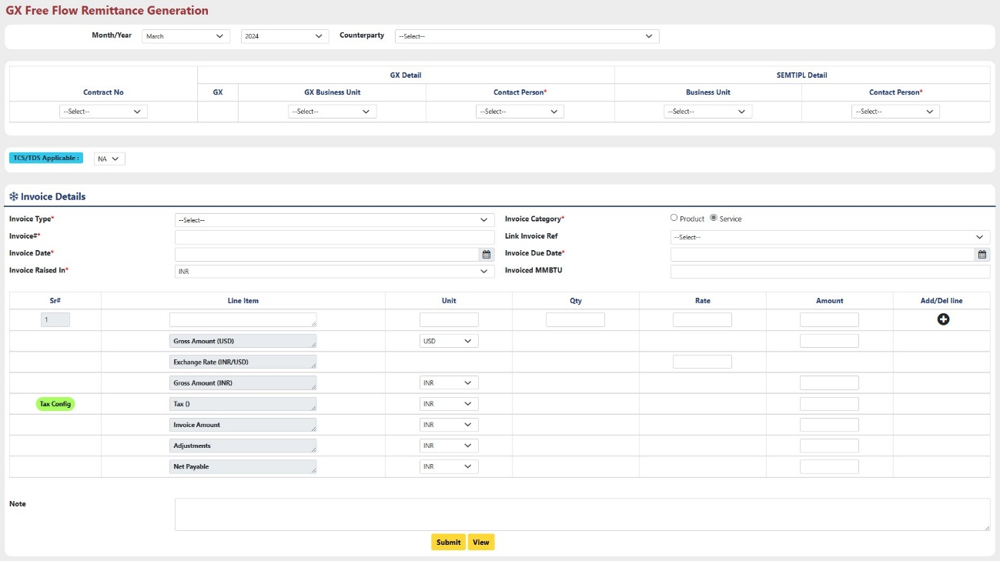 GX Free Flow Remittance Generation
Month/Year March 2024 Counterparty --Select--
GX Detail SEMTIPL Detail
Contract No GX GX Business Unit Contact Person* Business Unit Contact Person*
--Select-- --Select-- --Select-- --Select-- --Select--
TCS/TDS Applicable : NA
Invoice Details
Invoice Type* --Select-- Invoice Category* Product Service
Invoice#* Link Invoice Ref --Select--
Invoice Date* Invoice Due Date*
Invoice Raised In* INR Invoiced MMBTU
Sr# Line Item Unit Qty Rate Amount Add/Del line
1
Gross Amount (USD) USD
Exchange Rate (INR/USD)
Gross Amount (INR) INR
Tax Config Tax () INR
Invoice Amount INR
Adjustments INR
Net Payable INR
Note
Submit View